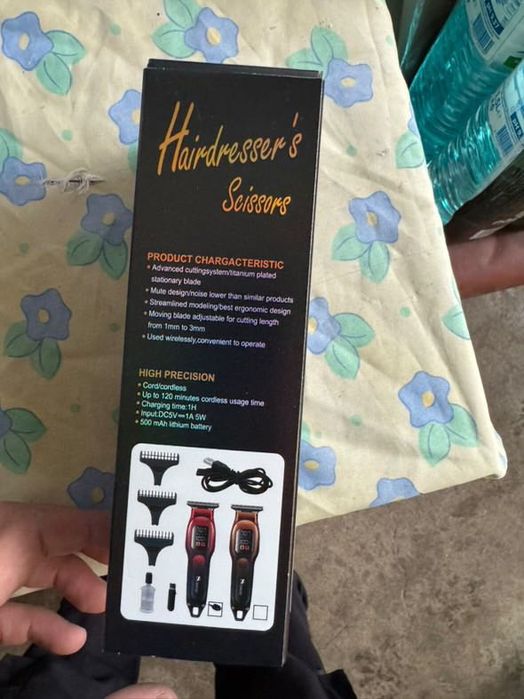 Hairdresser's
Scissors
PRODUCT CHARGACTERISTIC
• Advanced cuttingsystem/titanium plated
stationary blade
• Mute design/noise lower than similar products
• Streamlined modeling/best ergonomic design
• Moving blade adjustable for cutting length
from 1mm to 3mm
• Used wirelessly,convenient to operate
HIGH PRECISION
• Cord/cordless
• Up to 120 minutes cordless usage time
• Charging time:1H
• Input:DC5V⎓1A 5W
• 500 mAh lithium battery